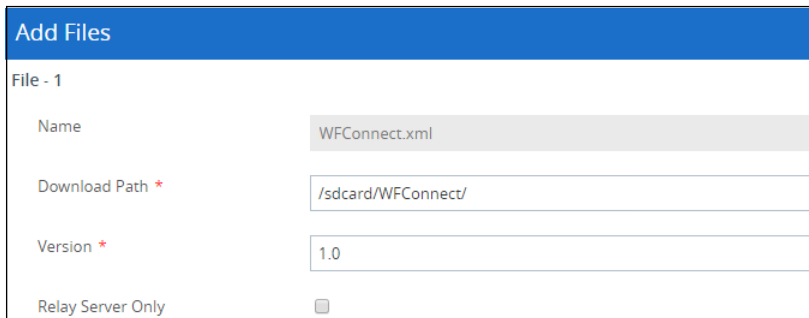 Add Files
File - 1
Name
WFConnect.xml
Download Path *
/sdcard/WFConnect/
Version *
1.0
Relay Server Only